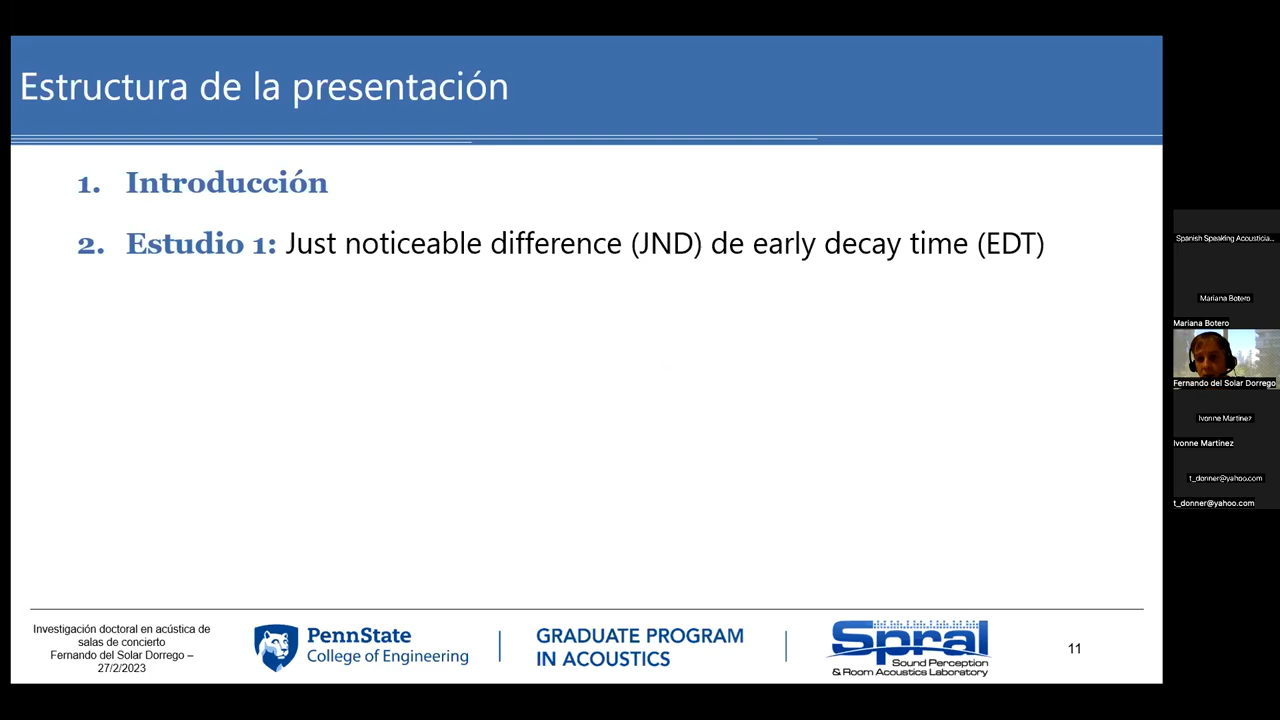 Estructura de la presentación
1. Introducción
2. Estudio 1: Just noticeable difference (JND) de early decay time (EDT)
Investigación doctoral en acústica de
salas de concierto
Fernando del Solar Dorrego –
27/2/2023
PennState
College of Engineering
GRADUATE PROGRAM
IN ACOUSTICS
Spral
Sound Perception
& Room Acoustics Laboratory
11
Spanish Speaking Acousticia...
Mariana Botero
Mariana Botero
Fernando del Solar Dorrego
Ivonne Martinez
Ivonne Martinez
t_donner@yahoo.com
t_donner@yahoo.com